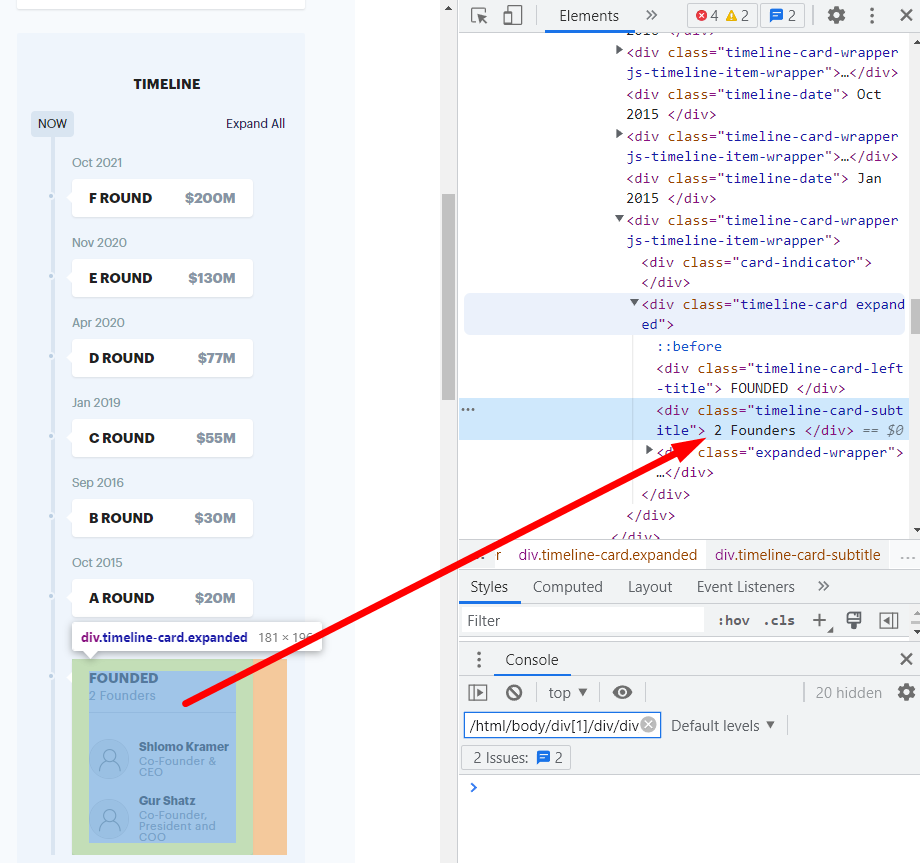 TIMELINE
NOW
Expand All
Oct 2021
F ROUND $200M
Nov 2020
E ROUND $130M
Apr 2020
D ROUND $77M
Jan 2019
C ROUND $55M
Sep 2016
B ROUND $30M
Oct 2015
A ROUND $20M
div.timeline-card.expanded 181 ×
FOUNDED
2 Founders
Shlomo Kramer
Co-Founder &
CEO
Gur Shatz
Co-Founder,
President and
COO
Elements » 4 2 2
2016 </div>
<div class="timeline-card-wrapper
js-timeline-item-wrapper">…</div>
<div class="timeline-date"> Oct
2015 </div>
<div class="timeline-card-wrapper
js-timeline-item-wrapper">…</div>
<div class="timeline-date"> Jan
2015 </div>
<div class="timeline-card-wrapper
js-timeline-item-wrapper">
<div class="card-indicator">
</div>
<div class="timeline-card expand
ed">
::before
<div class="timeline-card-left
-title"> FOUNDED </div>
… <div class="timeline-card-subt
itle"> 2 Founders </div> == $0
class="expanded-wrapper">
…</div>
</div>
</div>
</div>
… r div.timeline-card.expanded div.timeline-card-subtitle …
Styles Computed Layout Event Listeners »
Filter :hov .cls +
Console
top ▼ 20 hidden
/html/body/div[1]/div/div Default levels ▼
2 Issues: 2
>